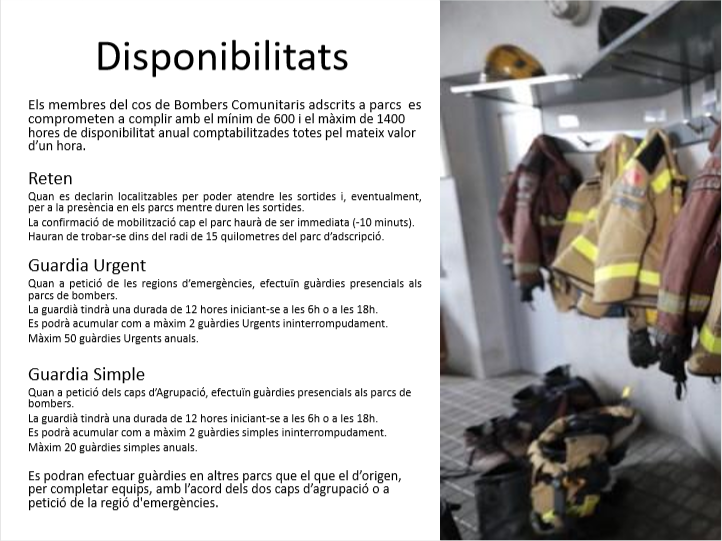 Disponibilitats
Els membres del cos de Bombers Comunitaris adscrits a parcs es
comprometen a complir amb el mínim de 600 i el màxim de 1400
hores de disponibilitat anual comptabilitzades totes pel mateix valor
d’un hora.
Reten
Quan es declarin localitzables per poder atendre les sortides i, eventualment,
per a la presència en els parcs mentre duren les sortides.
La confirmació de mobilització cap el parc haurà de ser immediata (-10 minuts).
Hauran de trobar-se dins del radi de 15 quilometres del parc d’adscripció.
Guardia Urgent
Quan a petició de les regions d’emergències, efectuïn guàrdies presencials als
parcs de bombers.
La guardià tindrà una durada de 12 hores iniciant-se a les 6h o a les 18h.
Es podrà acumular com a màxim 2 guàrdies Urgents ininterrompudament.
Màxim 50 guàrdies Urgents anuals.
Guardia Simple
Quan a petició dels caps d’Agrupació, efectuïn guàrdies presencials als parcs de
bombers.
La guardià tindrà una durada de 12 hores iniciant-se a les 6h o a les 18h.
Es podrà acumular com a màxim 2 guàrdies simples ininterrompudament.
Màxim 20 guàrdies simples anuals.
Es podran efectuar guàrdies en altres parcs que el que el d’origen,
per completar equips, amb l’acord dels dos caps d’agrupació o a
petició de la regió d'emergències.